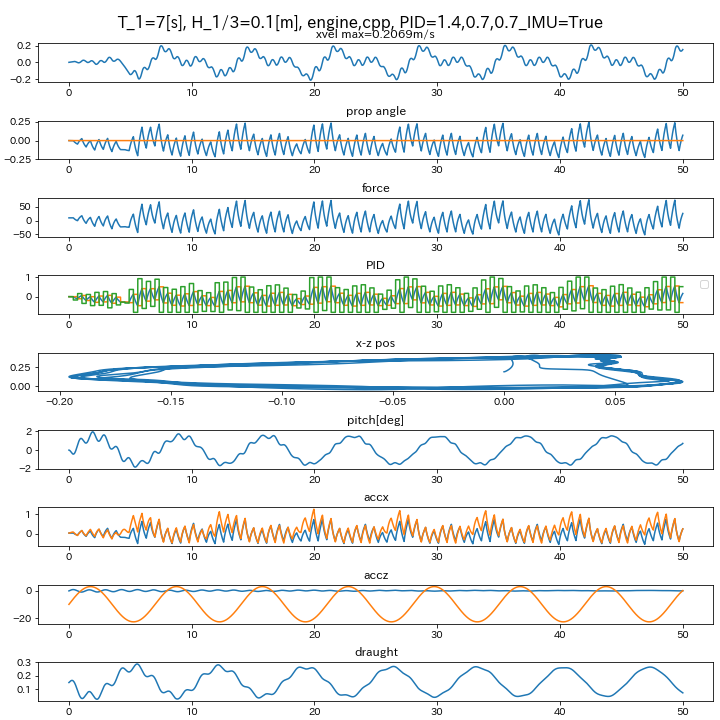 T_1=7[s], H_1/3=0.1[m], engine,cpp, PID=1.4,0.7,0.7_IMU=True
xvel max=0.2069m/s
0.2
0.0
−0.2
0 10 20 30 40 50
prop angle
0.25
0.00
−0.25
0 10 20 30 40 50
force
50
0
−50
0 10 20 30 40 50
PID
1
0
0 10 20 30 40 50
x-z pos
0.25
0.00
−0.20 −0.15 −0.10 −0.05 0.00 0.05
pitch[deg]
2
0
−2
0 10 20 30 40 50
accx
1
0
0 10 20 30 40 50
accz
0
−20
0 10 20 30 40 50
draught
0.3
0.2
0.1
0 10 20 30 40 50